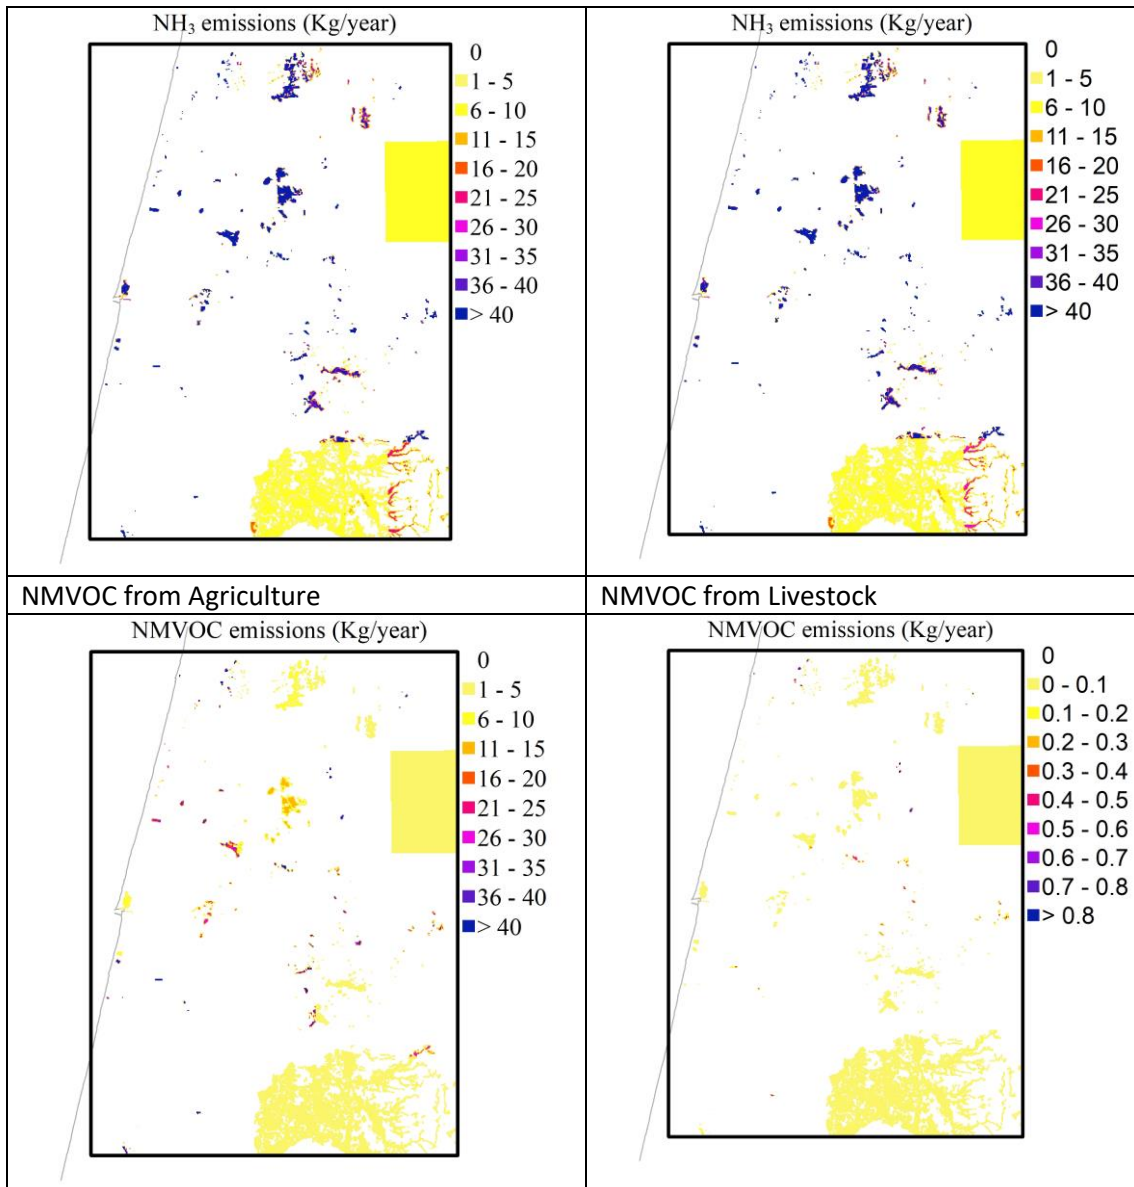 NH₃ emissions (Kg/year)
0
1 - 5
6 - 10
11 - 15
16 - 20
21 - 25
26 - 30
31 - 35
36 - 40
> 40
NH₃ emissions (Kg/year)
0
1 - 5
6 - 10
11 - 15
16 - 20
21 - 25
26 - 30
31 - 35
36 - 40
> 40
NMVOC from Agriculture
NMVOC from Livestock
NMVOC emissions (Kg/year)
0
1 - 5
6 - 10
11 - 15
16 - 20
21 - 25
26 - 30
31 - 35
36 - 40
> 40
NMVOC emissions (Kg/year)
0
0 - 0.1
0.1 - 0.2
0.2 - 0.3
0.3 - 0.4
0.4 - 0.5
0.5 - 0.6
0.6 - 0.7
0.7 - 0.8
> 0.8